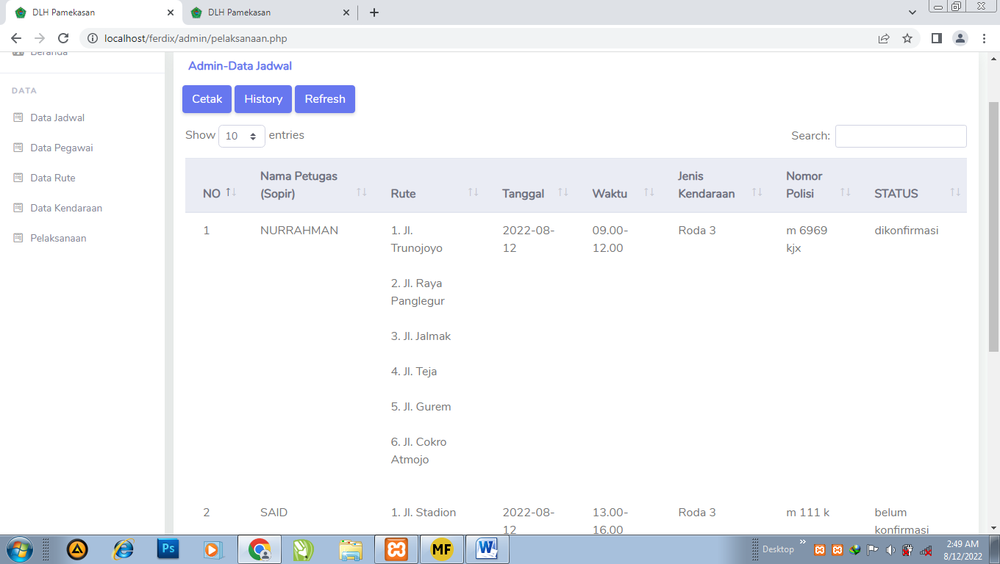 DLH Pamekasan
DLH Pamekasan
localhost/ferdix/admin/pelaksanaan.php
Beranda
DATA
Data Jadwal
Data Pegawai
Data Rute
Data Kendaraan
Pelaksanaan
Admin-Data Jadwal
Cetak History Refresh
Show 10 entries
Search:
NO
Nama Petugas
(Sopir)
Rute
Tanggal
Waktu
Jenis
Kendaraan
Nomor
Polisi
STATUS
1
NURRAHMAN
1. Jl.
Trunojoyo
2. Jl. Raya
Panglegur
3. Jl. Jalmak
4. Jl. Teja
5. Jl. Gurem
6. Jl. Cokro
Atmojo
2022-08-
12
09.00-
12.00
Roda 3
m 6969
kjx
dikonfirmasi
2
SAID
1. Jl. Stadion
2022-08-
12
13.00-
16.00
Roda 3
m 111 k
belum
konfirmasi
Ps
MF
W
Desktop
2:49 AM
8/12/2022